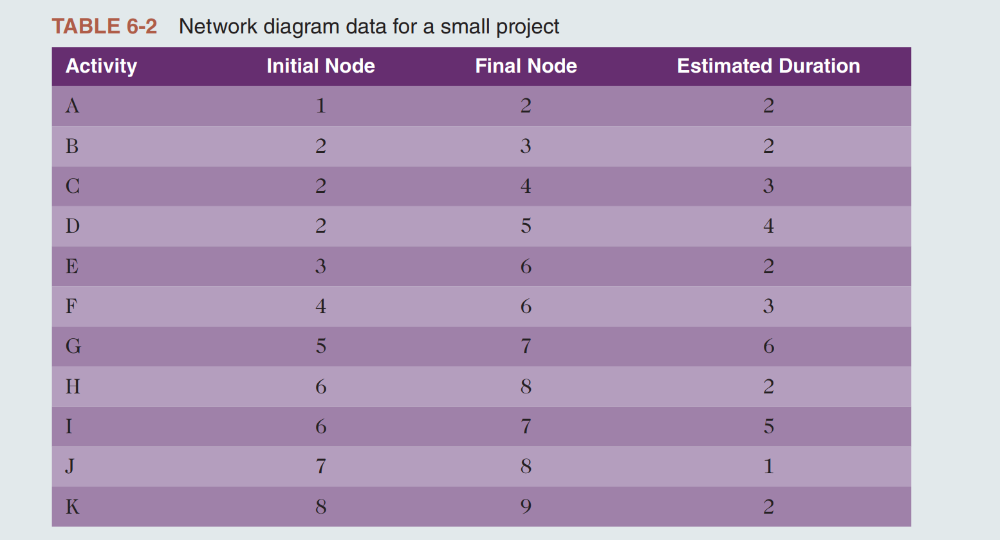 TABLE 6-2 Network diagram data for a small project
Activity Initial Node Final Node Estimated Duration
A 1 2 2
B 2 3 2
C 2 4 3
D 2 5 4
E 3 6 2
F 4 6 3
G 5 7 6
H 6 8 2
I 6 7 5
J 7 8 1
K 8 9 2